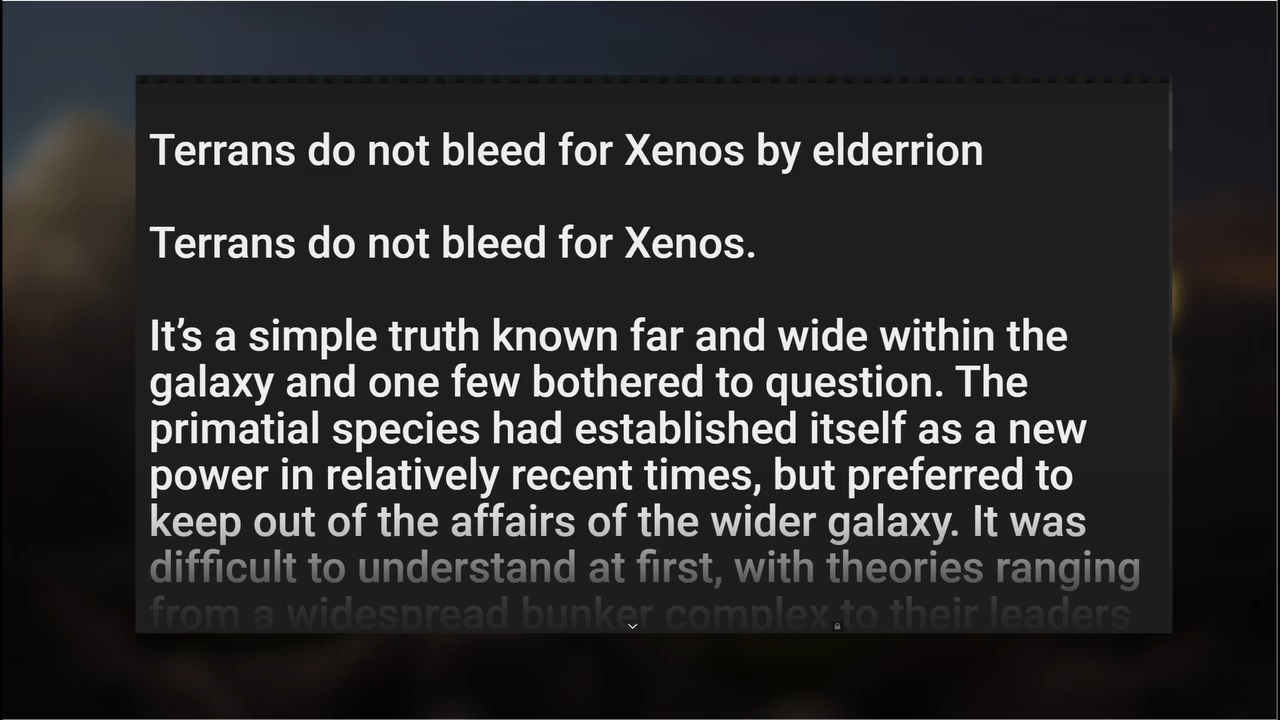 Terrans do not bleed for Xenos by elderrion
Terrans do not bleed for Xenos.
It’s a simple truth known far and wide within the
galaxy and one few bothered to question. The
primatial species had established itself as a new
power in relatively recent times, but preferred to
keep out of the affairs of the wider galaxy. It was
difficult to understand at first, with theories ranging
from a widespread bunker complex to their leaders